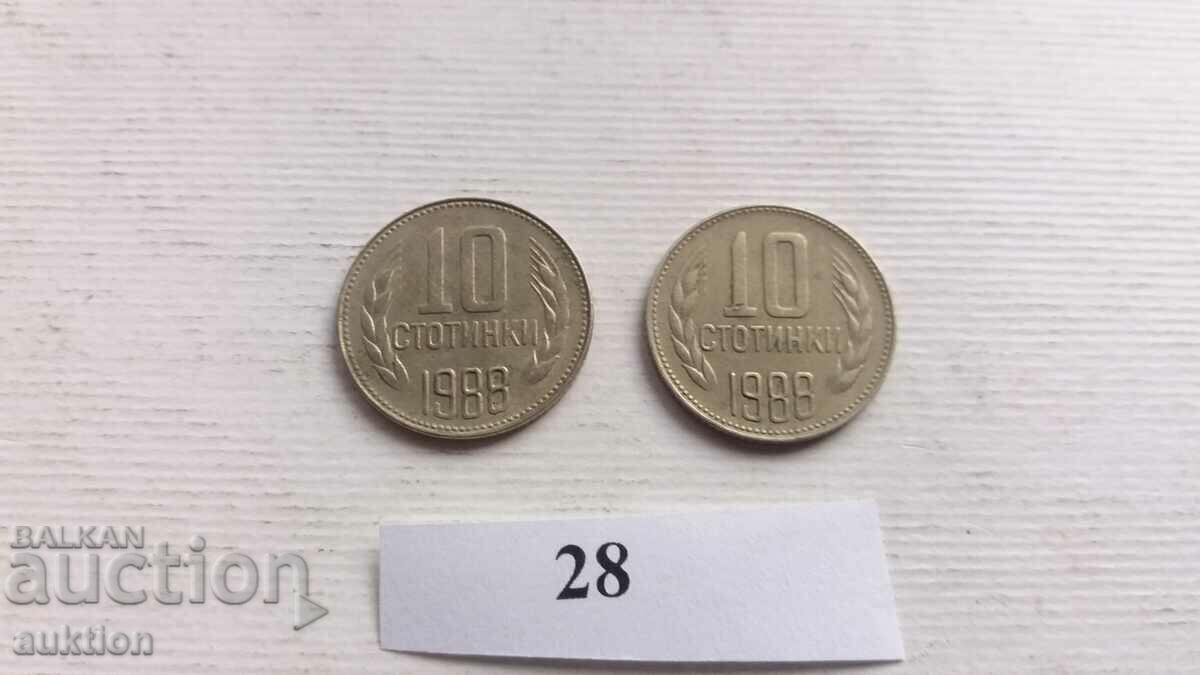 10
СТОТИНКИ
1988
10
СТОТИНКИ
1988
28
BALKAN
auction
auktion